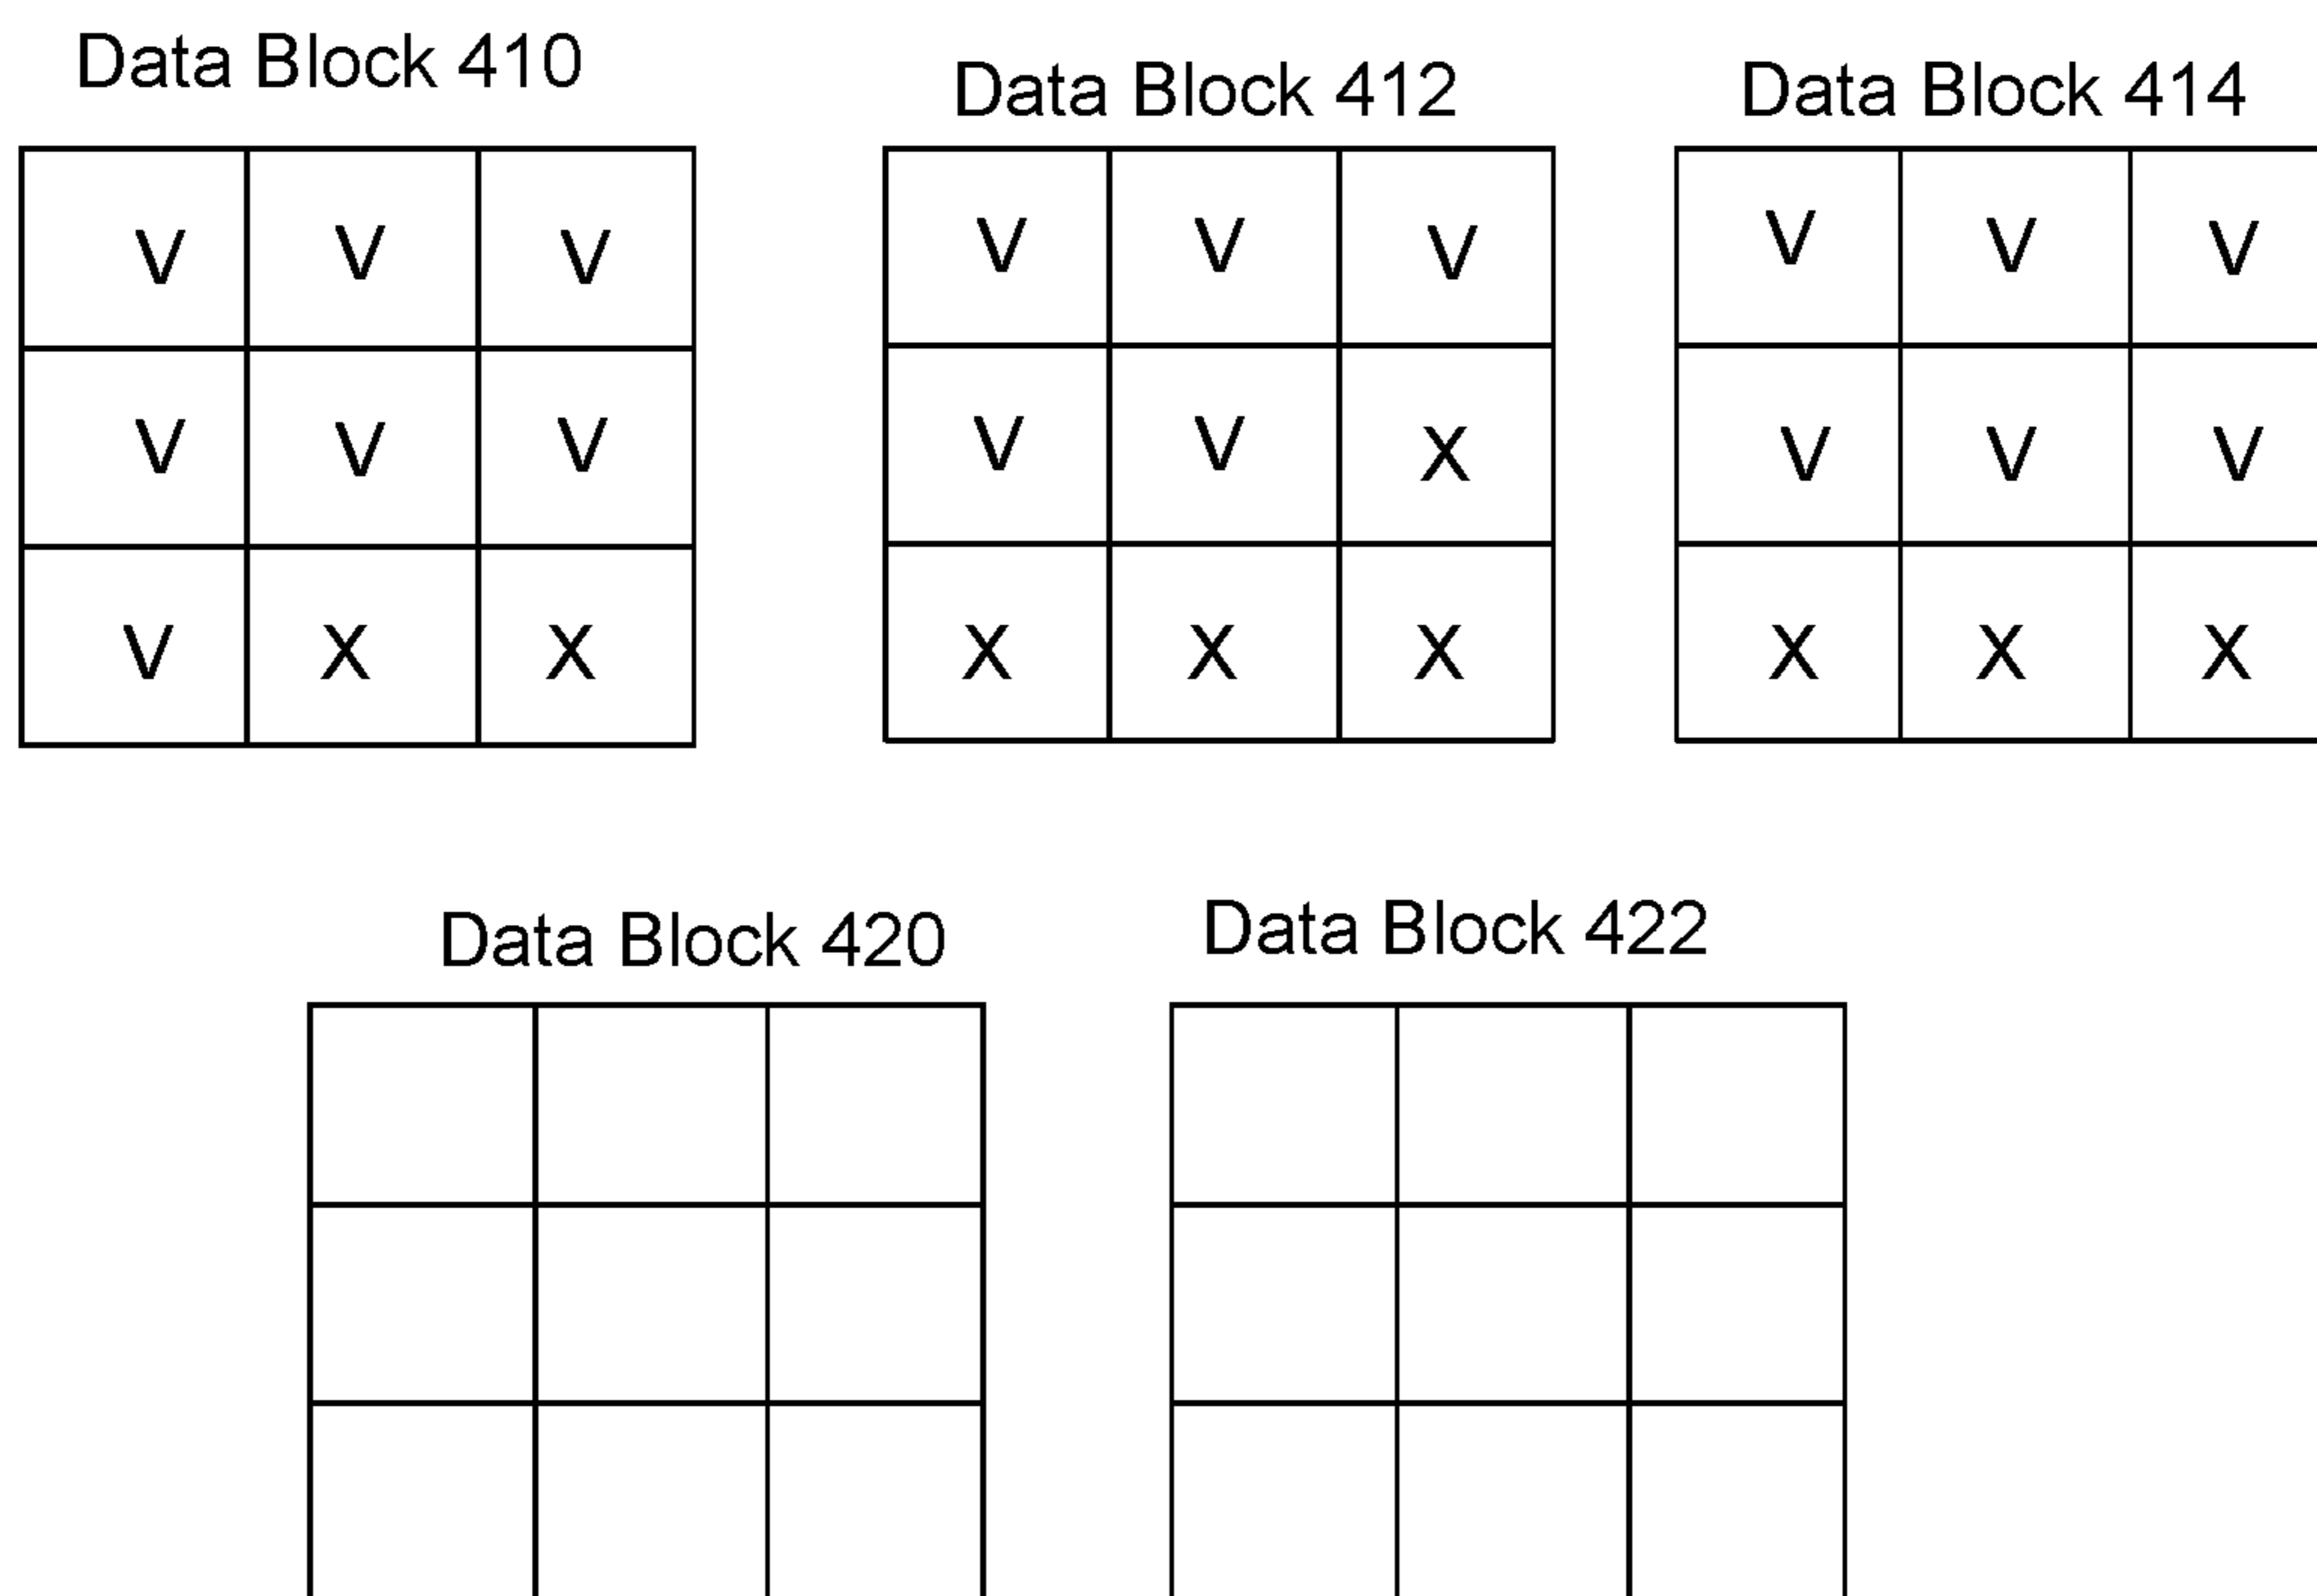 Data Block 410
Data Block 412
Data Block 414
V V V
V V V
V X X
V V V
V V X
X X X
V V V
V V V
X X X
Data Block 420
Data Block 422